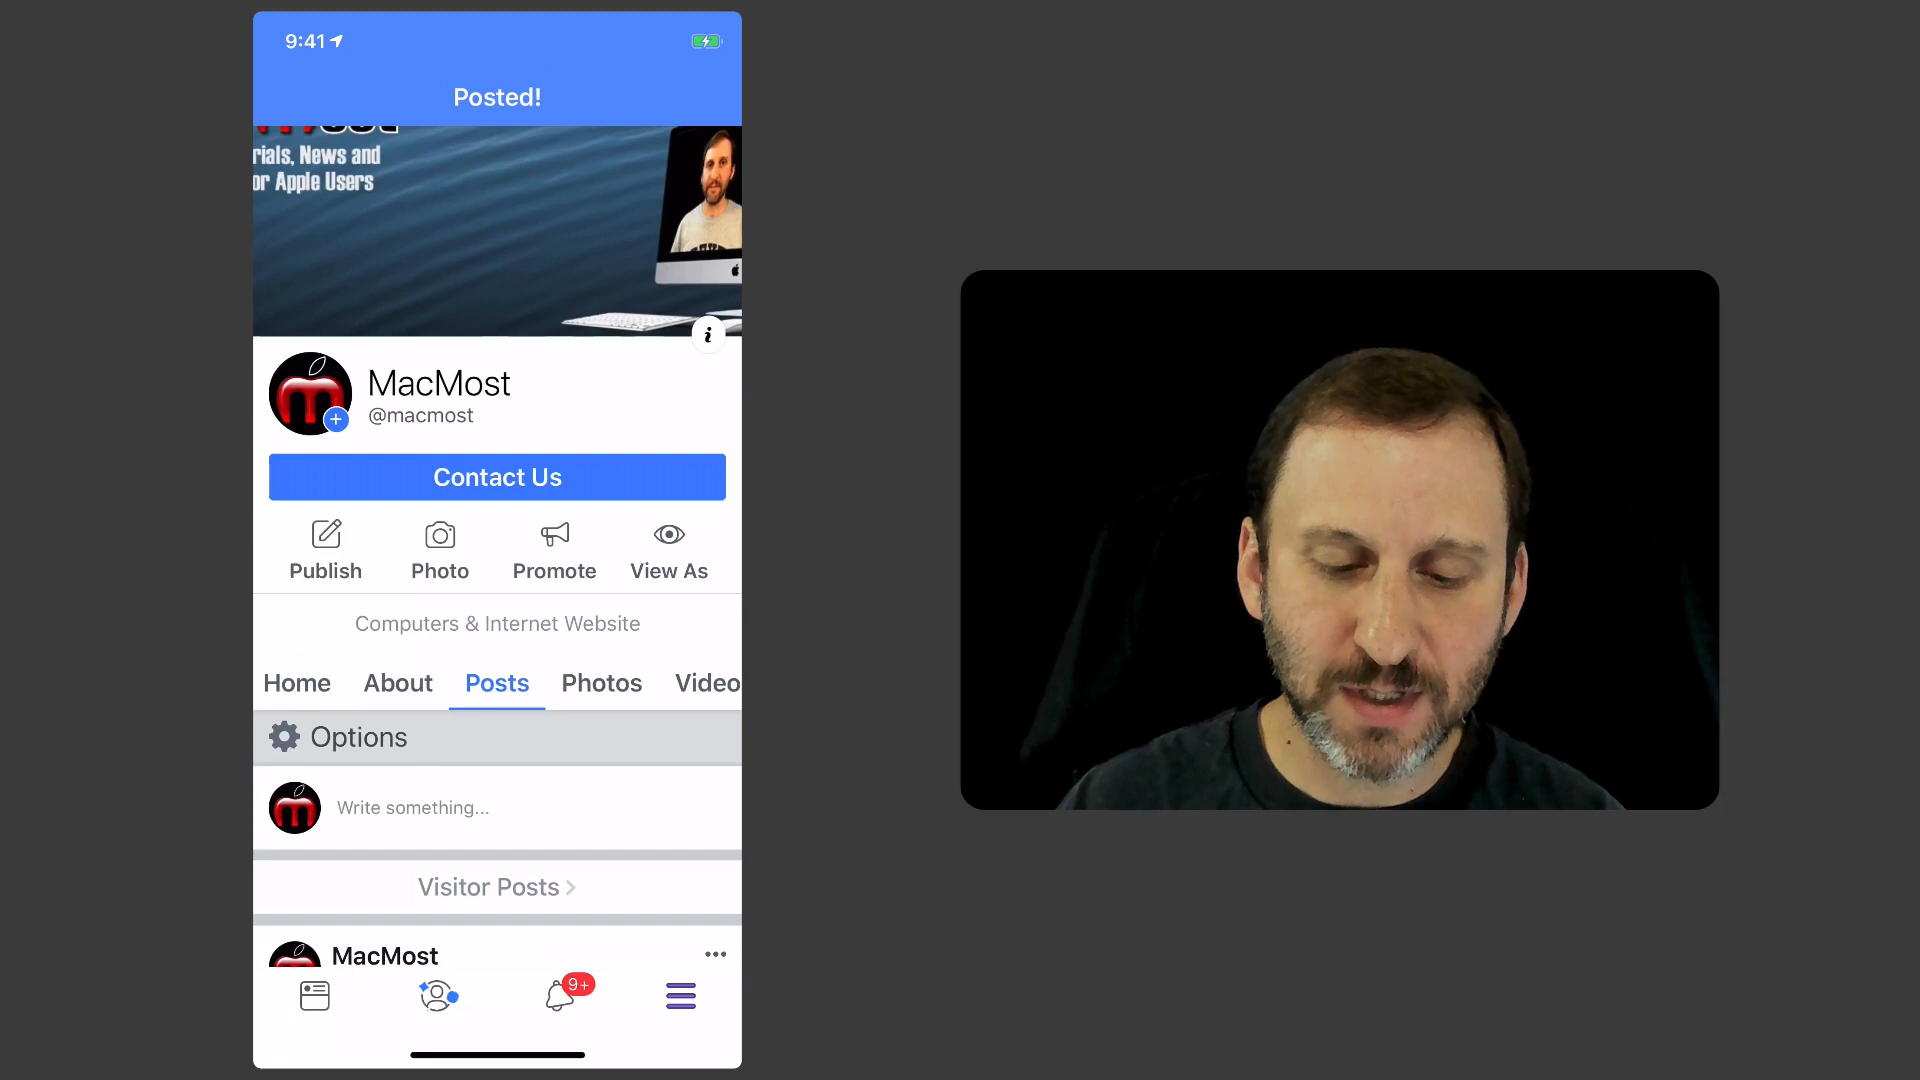 9:41
Posted!
rials, News and
or Apple Users
MacMost
@macmost
Contact Us
Publish
Photo
Promote
View As
Computers & Internet Website
Home
About
Posts
Photos
Video
Options
Write something...
Visitor Posts
MacMost
9+